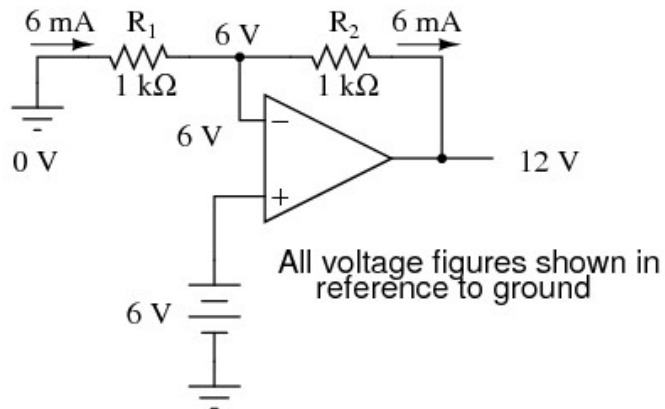 6 mA R₁ 6 V R₂ 6 mA
1 kΩ 1 kΩ
6 V −
0 V 12 V
+
All voltage figures shown in
reference to ground
6 V